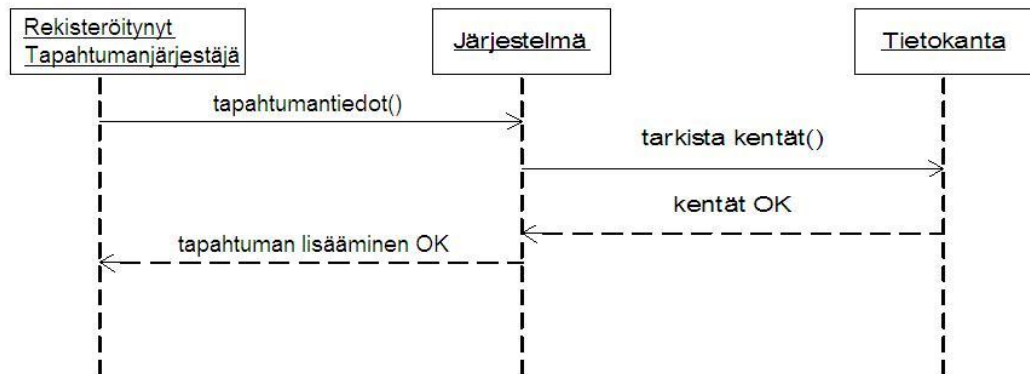 Rekisteröitynyt
Tapahtumanjärjestäjä
Järjestelmä
Tietokanta
tapahtumantiedot()
tarkista kentät()
kentät OK
tapahtuman lisääminen OK